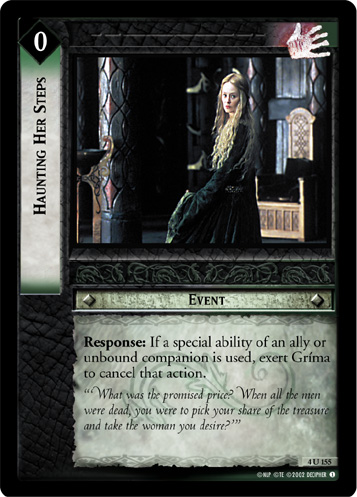 0
HAUNTING HER STEPS
EVENT
Response: If a special ability of an ally or
unbound companion is used, exert Gríma
to cancel that action.
“‘What was the promised price? When all the men
were dead, you were to pick your share of the treasure
and take the woman you desire?’”
4 U 155
©NLP ©TE ©2002 DECIPHER